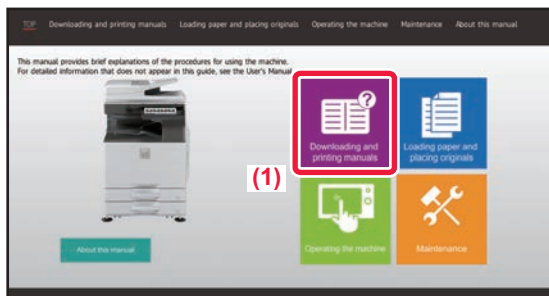 TOP Downloading and printing manuals Loading paper and placing originals Operating the machine Maintenance About this manual
This manual provides brief explanations of the procedures for using the machine.
For detailed information that does not appear in this guide, see the User's Manual
Downloading and
printing manuals
Loading paper and
placing originals
(1)
Operating the machine
Maintenance
About this manual